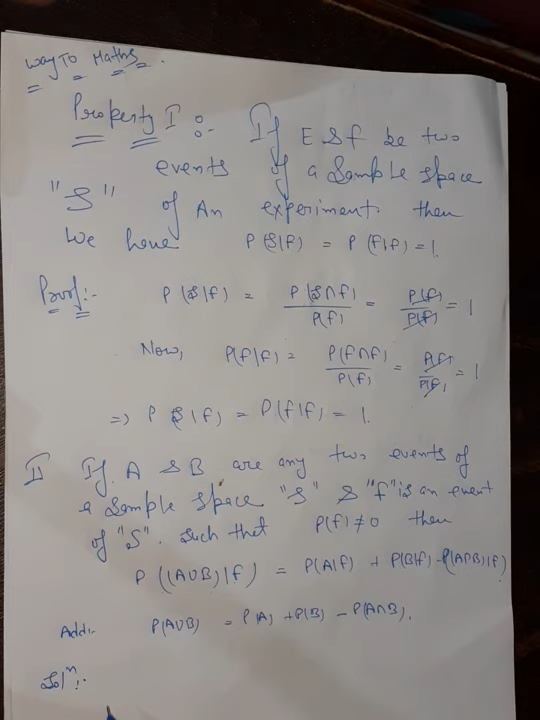 Way To Maths.
Property I :- If E & F be two
events of a Sample space
"S" of An experiment. then
We have P(S|F) = P(F|F) = 1.
Proof:- P(S|F) = P(S∩F)/P(F) = P(F)/P(F) = 1
Now, P(F|F) = P(F∩F)/P(F) = P(F)/P(F) = 1
=> P(S|F) = P(F|F) = 1.
II If A & B are any two events of
a Sample space "S" & "F" is an event
of "S". Such that P(F) ≠ 0 then
P((A∪B)|F) = P(A|F) + P(B|F) - P((A∩B)|F)
Addi. P(A∪B) = P(A) + P(B) - P(A∩B).
Solⁿ:-